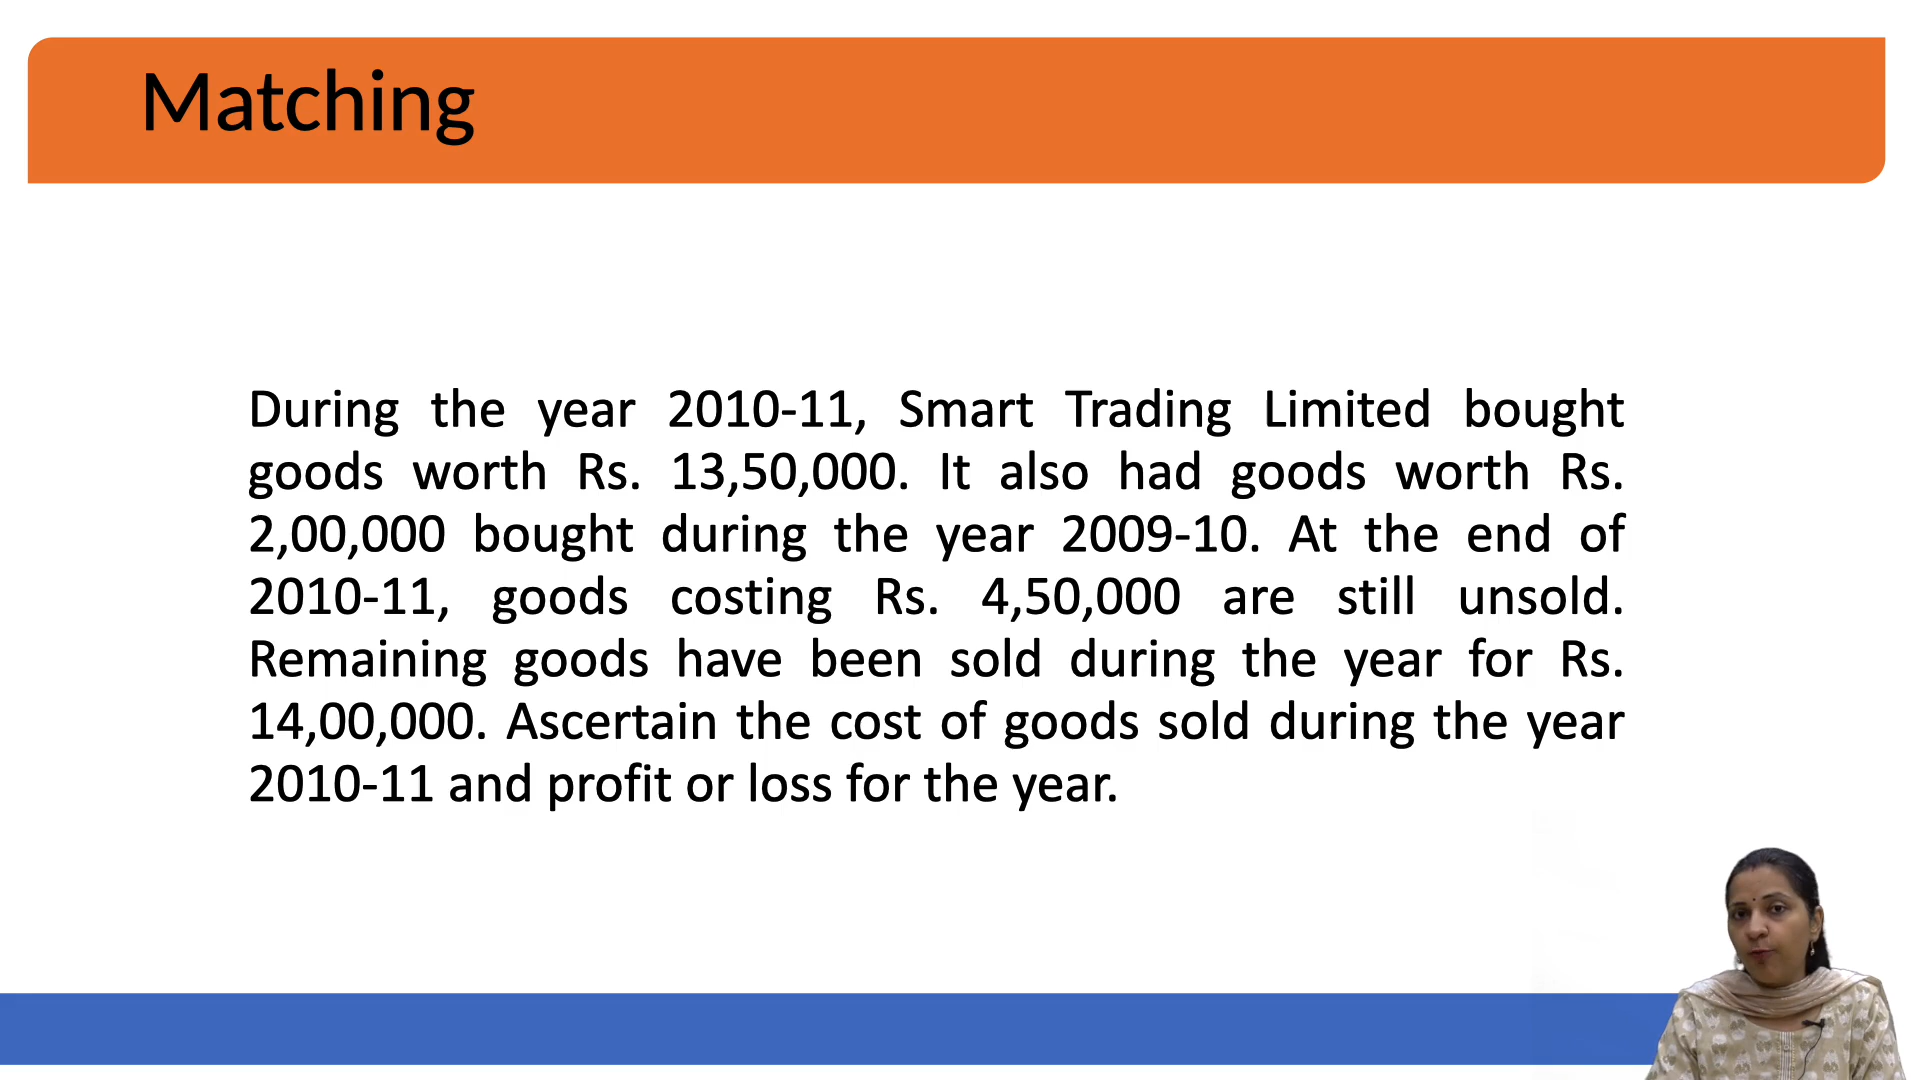 Matching
During the year 2010-11, Smart Trading Limited bought
goods worth Rs. 13,50,000. It also had goods worth Rs.
2,00,000 bought during the year 2009-10. At the end of
2010-11, goods costing Rs. 4,50,000 are still unsold.
Remaining goods have been sold during the year for Rs.
14,00,000. Ascertain the cost of goods sold during the year
2010-11 and profit or loss for the year.